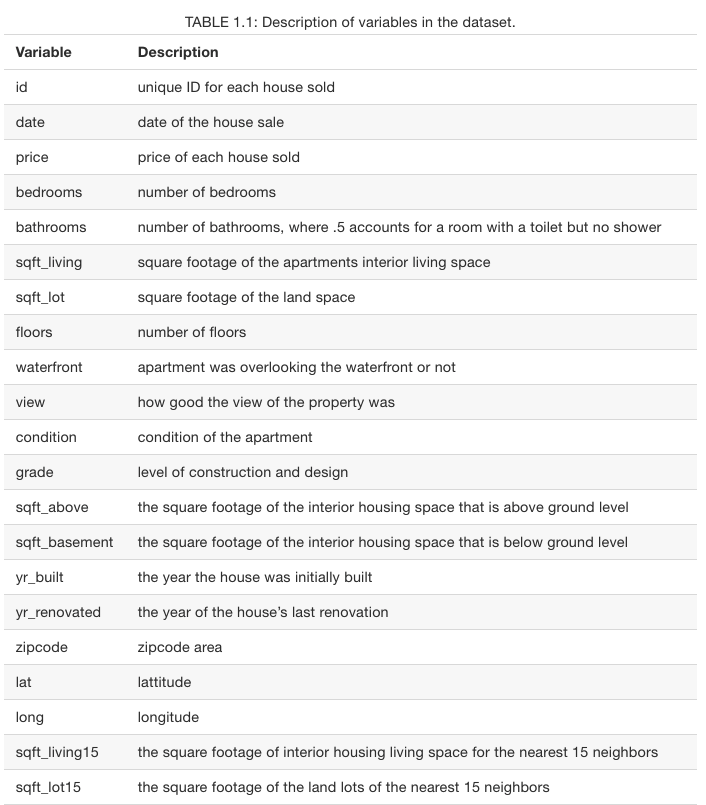 TABLE 1.1: Description of variables in the dataset.
Variable Description
id unique ID for each house sold
date date of the house sale
price price of each house sold
bedrooms number of bedrooms
bathrooms number of bathrooms, where .5 accounts for a room with a toilet but no shower
sqft_living square footage of the apartments interior living space
sqft_lot square footage of the land space
floors number of floors
waterfront apartment was overlooking the waterfront or not
view how good the view of the property was
condition condition of the apartment
grade level of construction and design
sqft_above the square footage of the interior housing space that is above ground level
sqft_basement the square footage of the interior housing space that is below ground level
yr_built the year the house was initially built
yr_renovated the year of the house’s last renovation
zipcode zipcode area
lat lattitude
long longitude
sqft_living15 the square footage of interior housing living space for the nearest 15 neighbors
sqft_lot15 the square footage of the land lots of the nearest 15 neighbors